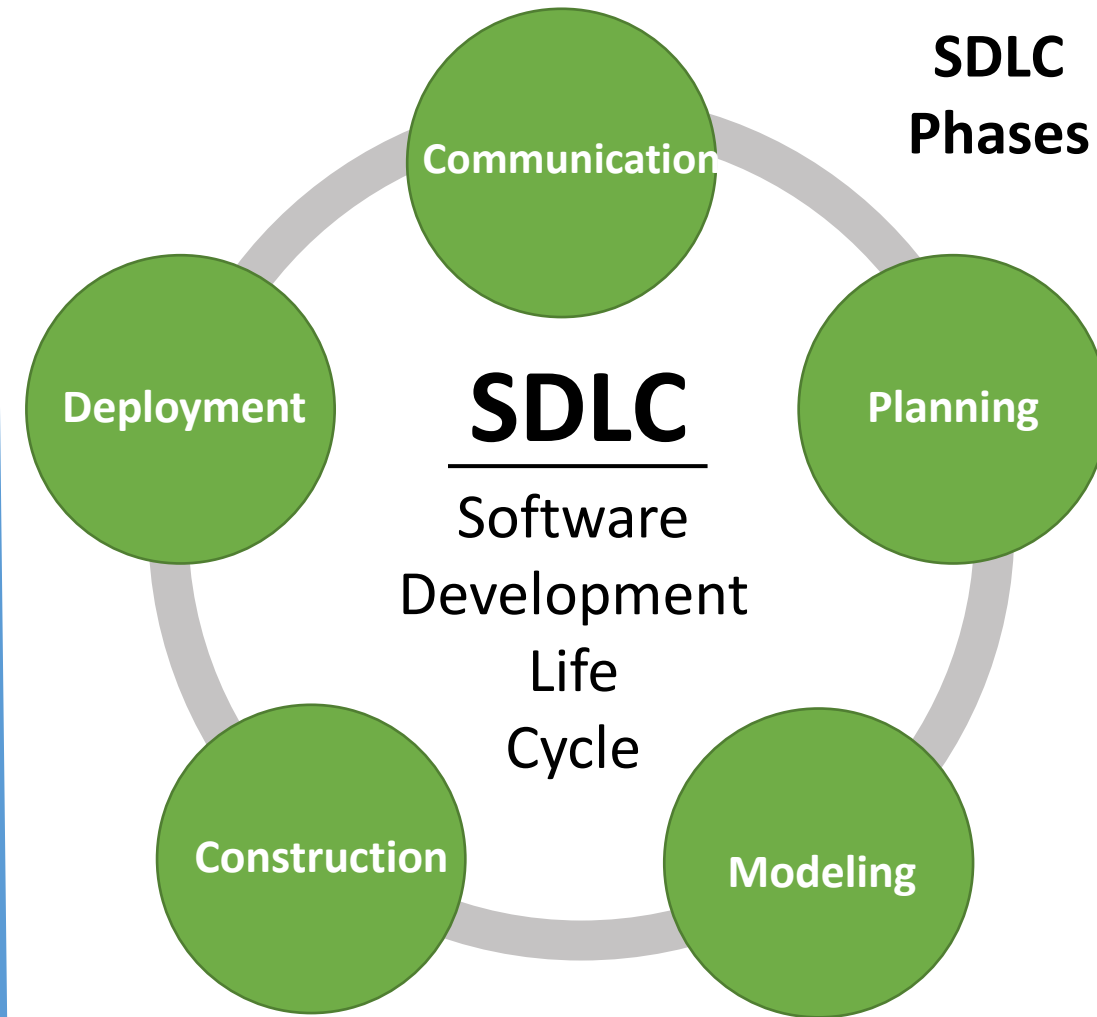 SDLC
Phases
Communication
Deployment
Planning
SDLC
Software
Development
Life
Cycle
Construction
Modeling